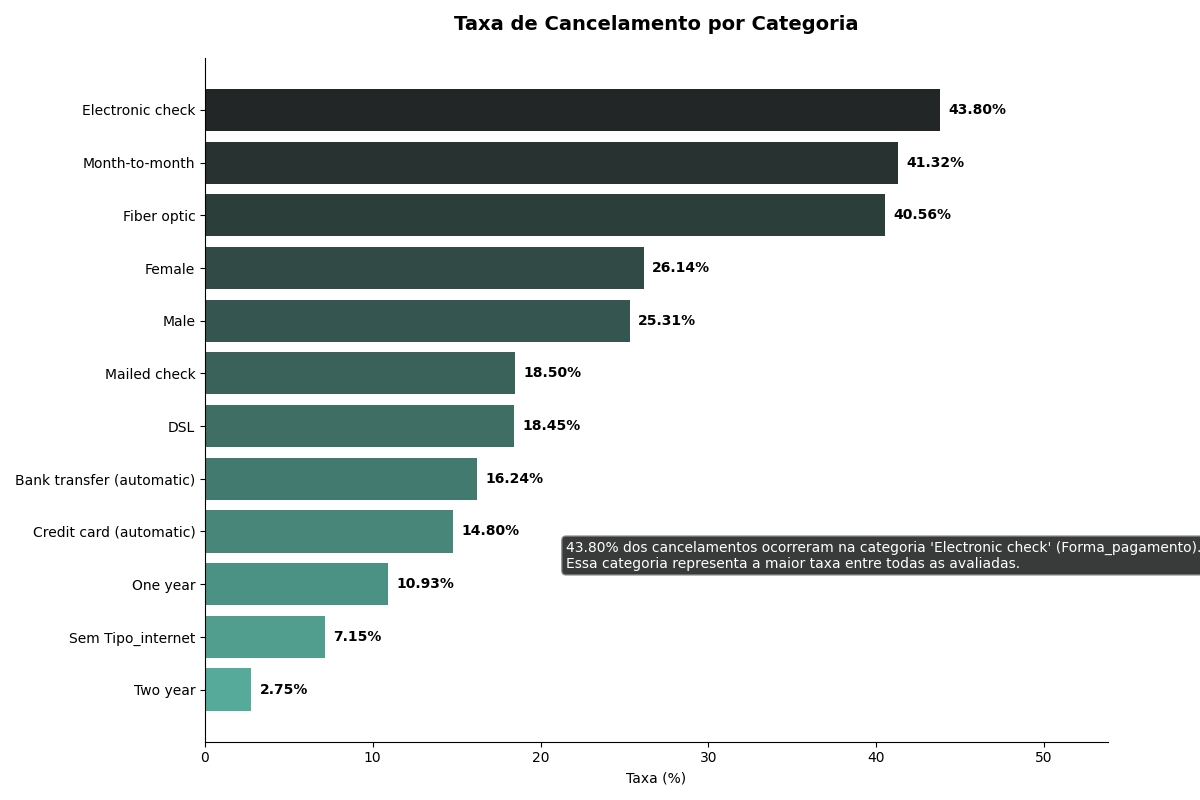 Taxa de Cancelamento por Categoria
Electronic check 43.80%
Month-to-month 41.32%
Fiber optic 40.56%
Female 26.14%
Male 25.31%
Mailed check 18.50%
DSL 18.45%
Bank transfer (automatic) 16.24%
Credit card (automatic) 14.80%
43.80% dos cancelamentos ocorreram na categoria 'Electronic check' (Forma_pagamento).
Essa categoria representa a maior taxa entre todas as avaliadas.
One year 10.93%
Sem Tipo_internet 7.15%
Two year 2.75%
0 10 20 30 40 50
Taxa (%)